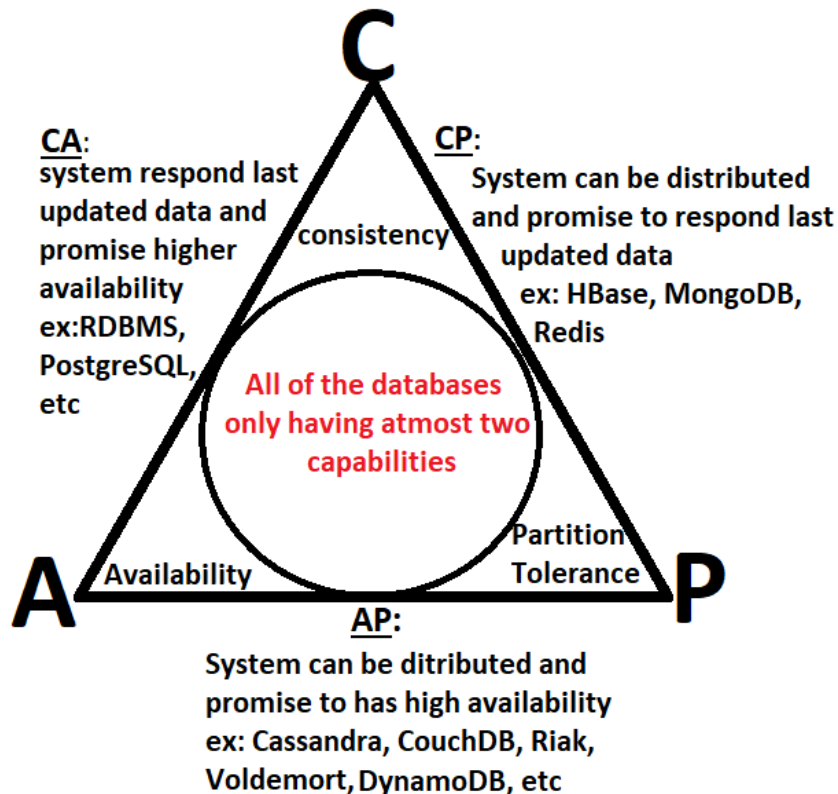 C
CA:
system respond last
updated data and
promise higher
availability
ex:RDBMS,
PostgreSQL,
etc
CP:
System can be distributed
and promise to respond last
updated data
ex: HBase, MongoDB,
Redis
consistency
All of the databases
only having atmost two
capabilities
A
Availability
Partition
Tolerance
P
AP:
System can be ditributed and
promise to has high availability
ex: Cassandra, CouchDB, Riak,
Voldemort, DynamoDB, etc